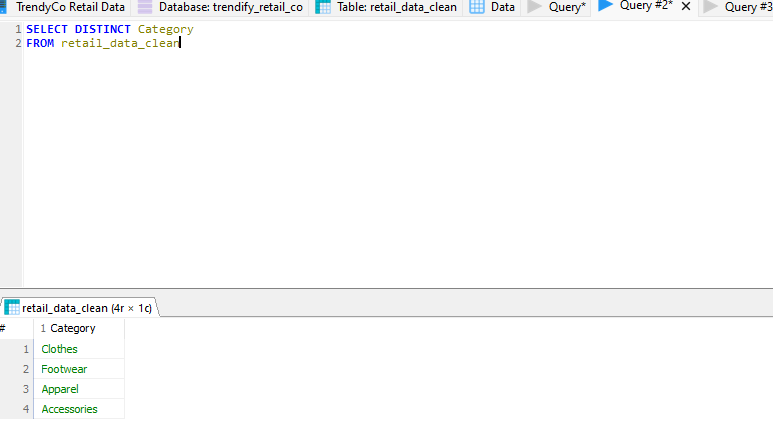 TrendyCo Retail Data Database: trendify_retail_co Table: retail_data_clean Data Query* Query #2* Query #3
1 SELECT DISTINCT Category
2 FROM retail_data_clean
retail_data_clean (4r × 1c)
# 1 Category
1 Clothes
2 Footwear
3 Apparel
4 Accessories